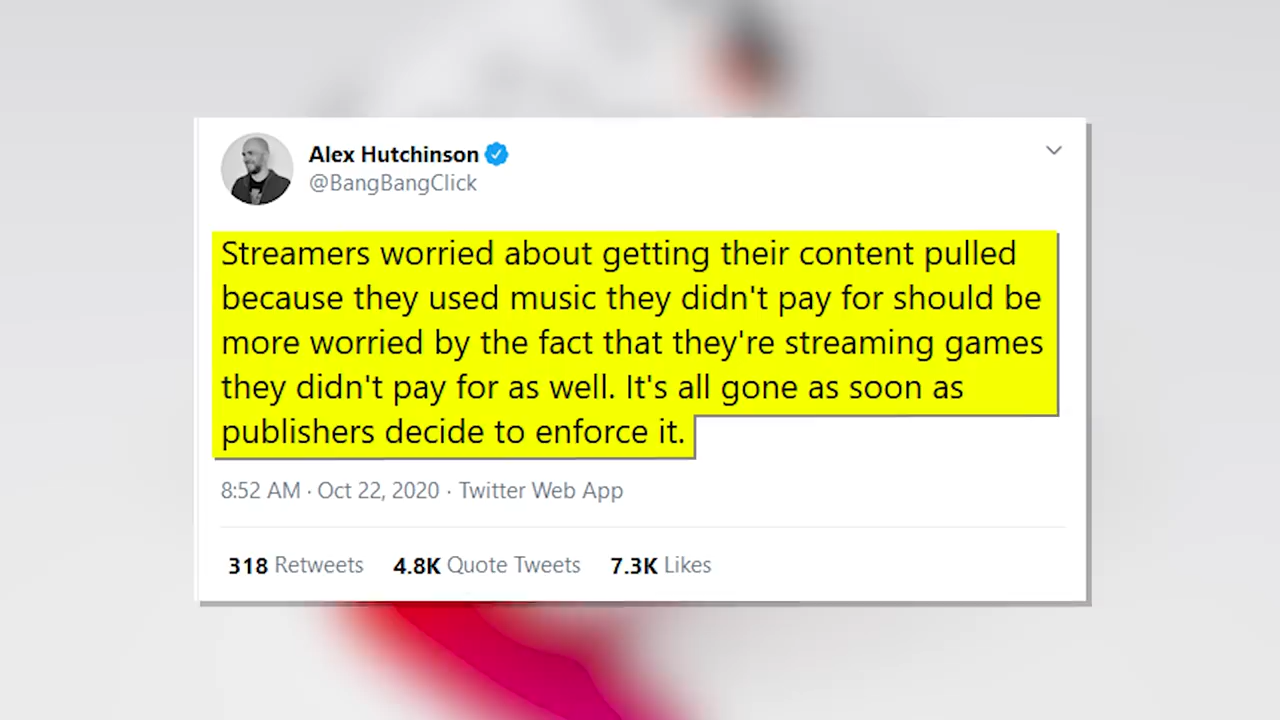 Alex Hutchinson
@BangBangClick
Streamers worried about getting their content pulled
because they used music they didn't pay for should be
more worried by the fact that they're streaming games
they didn't pay for as well. It's all gone as soon as
publishers decide to enforce it.
8:52 AM · Oct 22, 2020 · Twitter Web App
318 Retweets 4.8K Quote Tweets 7.3K Likes